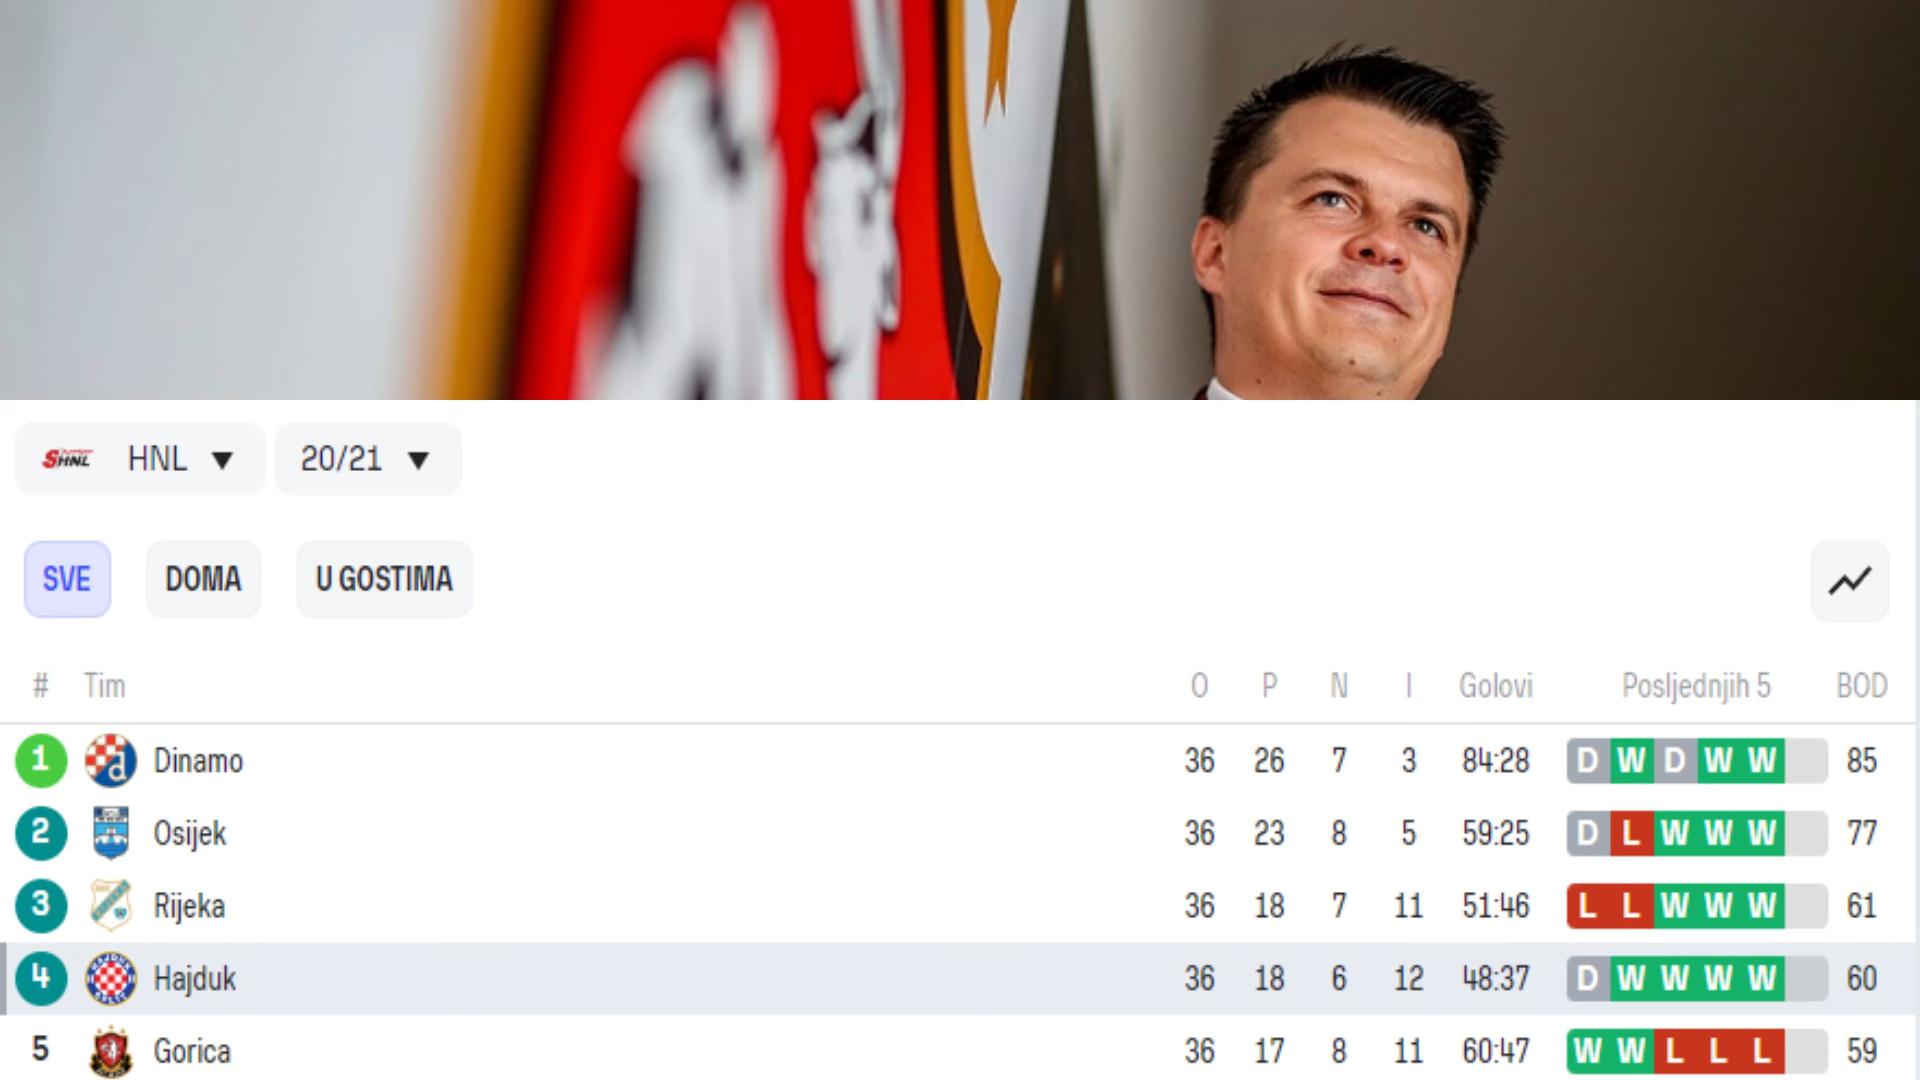 SHNL HNL ▼ 20/21 ▼
SVE DOMA U GOSTIMA
# Tim O P N I Golovi Posljednjih 5 BOD
1 Dinamo 36 26 7 3 84:28 D W D W W 85
2 Osijek 36 23 8 5 59:25 D L W W W 77
3 Rijeka 36 18 7 11 51:46 L L W W W 61
4 Hajduk 36 18 6 12 48:37 D W W W W 60
5 Gorica 36 17 8 11 60:47 W W L L L 59